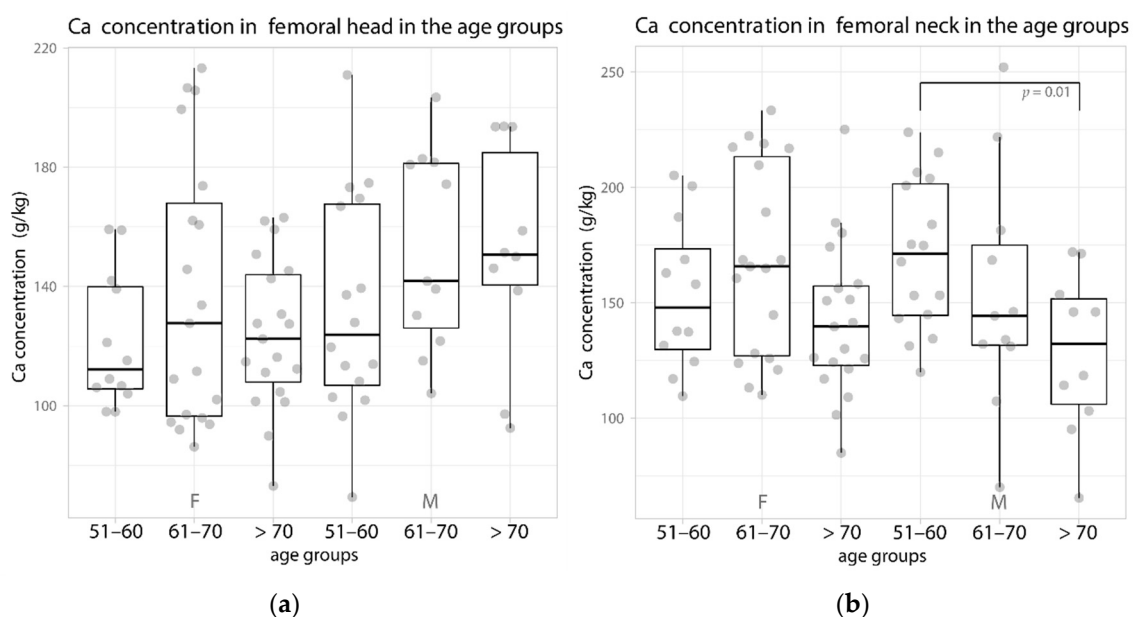 Ca concentration in femoral head in the age groups
220
180
140
100
Ca concentration (g/kg)
F
M
51–60
61–70
> 70
51–60
61–70
> 70
age groups
(a)
Ca concentration in femoral neck in the age groups
250
200
150
100
Ca concentration (g/kg)
p = 0.01
F
M
51–60
61–70
> 70
51–60
61–70
> 70
age groups
(b)